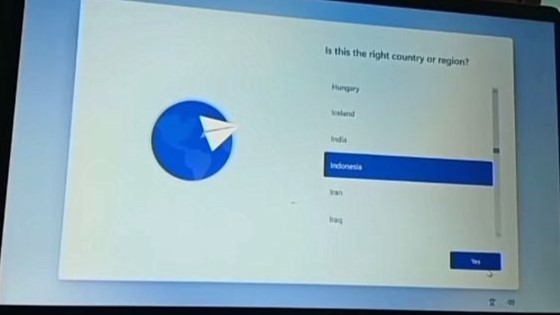 Is this the right country or region?
Hungary
Iceland
India
Indonesia
Iran
Iraq
Yes